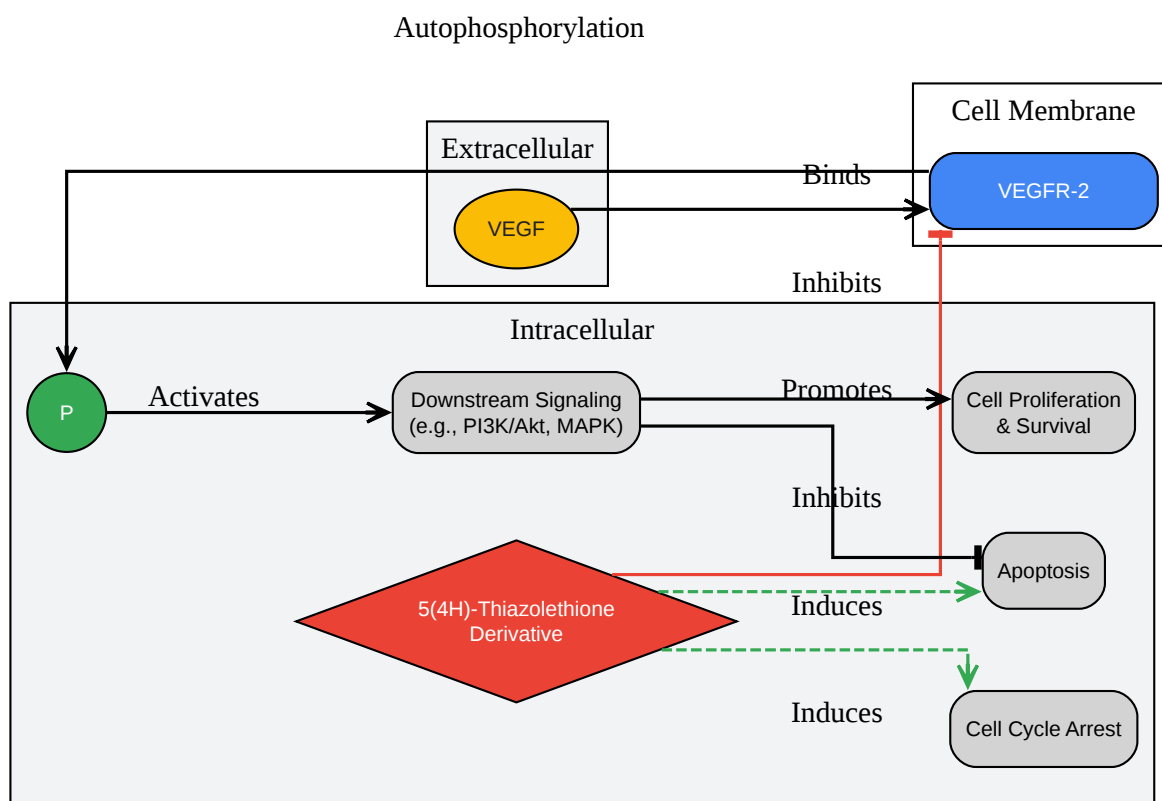 Autophosphorylation
Cell Membrane
Extracellular
Binds
VEGFR-2
VEGF
Inhibits
Intracellular
P
Activates
Downstream Signaling
(e.g., PI3K/Akt, MAPK)
Promotes
Cell Proliferation
& Survival
Inhibits
Apoptosis
5(4H)-Thiazolethione
Derivative
Induces
Induces
Cell Cycle Arrest